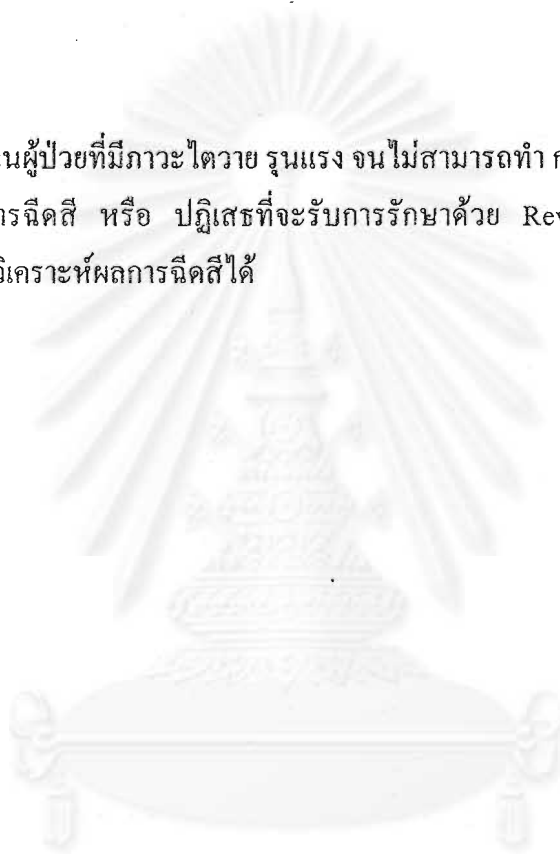 นผู้ป่วยที่มีภาวะไตวาย รุนแรง จนไม่สามารถทำ
ารฉีดสี หรือ ปฏิเสธที่จะรับการรักษาด้วย Rev
วิเคราะห์ผลการฉีดสีได้